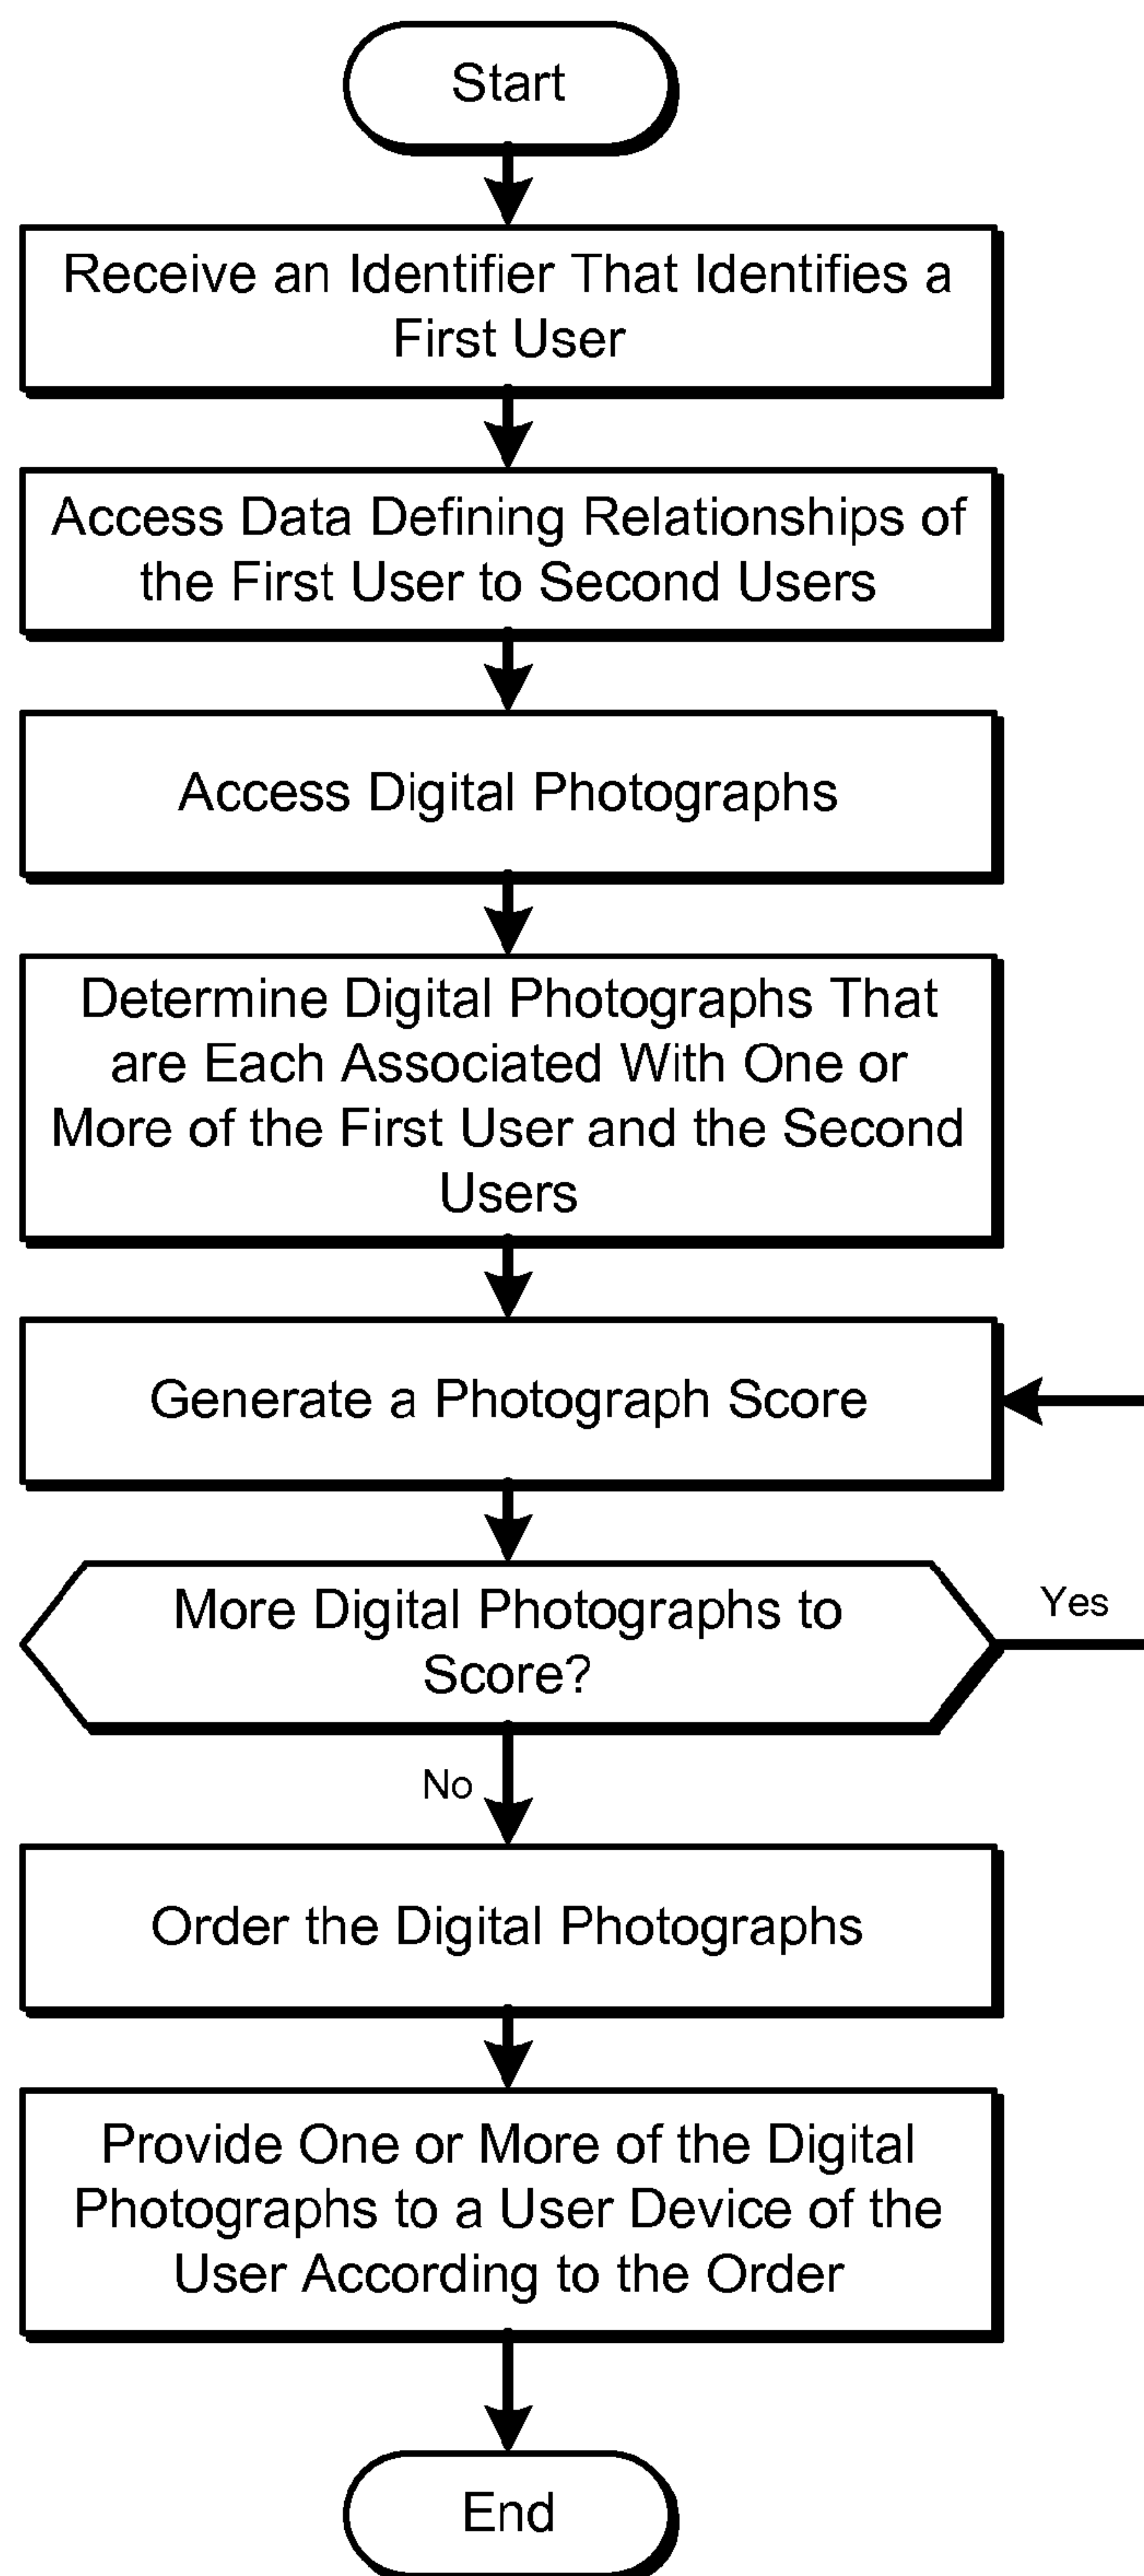 Start
Receive an Identifier That Identifies a
First User
Access Data Defining Relationships of
the First User to Second Users
Access Digital Photographs
Determine Digital Photographs That
are Each Associated With One or
More of the First User and the Second
Users
Generate a Photograph Score
More Digital Photographs to
Score?
Yes
No
Order the Digital Photographs
Provide One or More of the Digital
Photographs to a User Device of the
User According to the Order
End